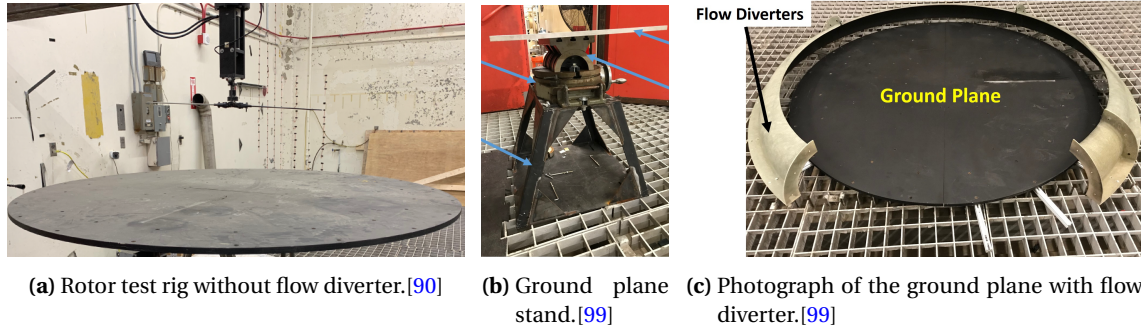 Flow Diverters
Ground Plane
(a) Rotor test rig without flow diverter.[90]
(b) Ground plane
stand.[99]
(c) Photograph of the ground plane with flow
diverter.[99]